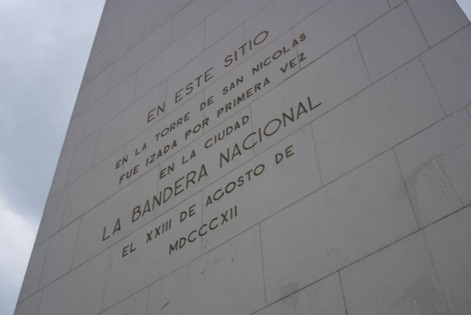 EN ESTE SITIO
EN LA TORRE DE SAN NICOLAS
FUE IZADA POR PRIMERA VEZ
EN LA CIUDAD
LA BANDERA NACIONAL
EL XXIII DE AGOSTO DE
MDCCCXII